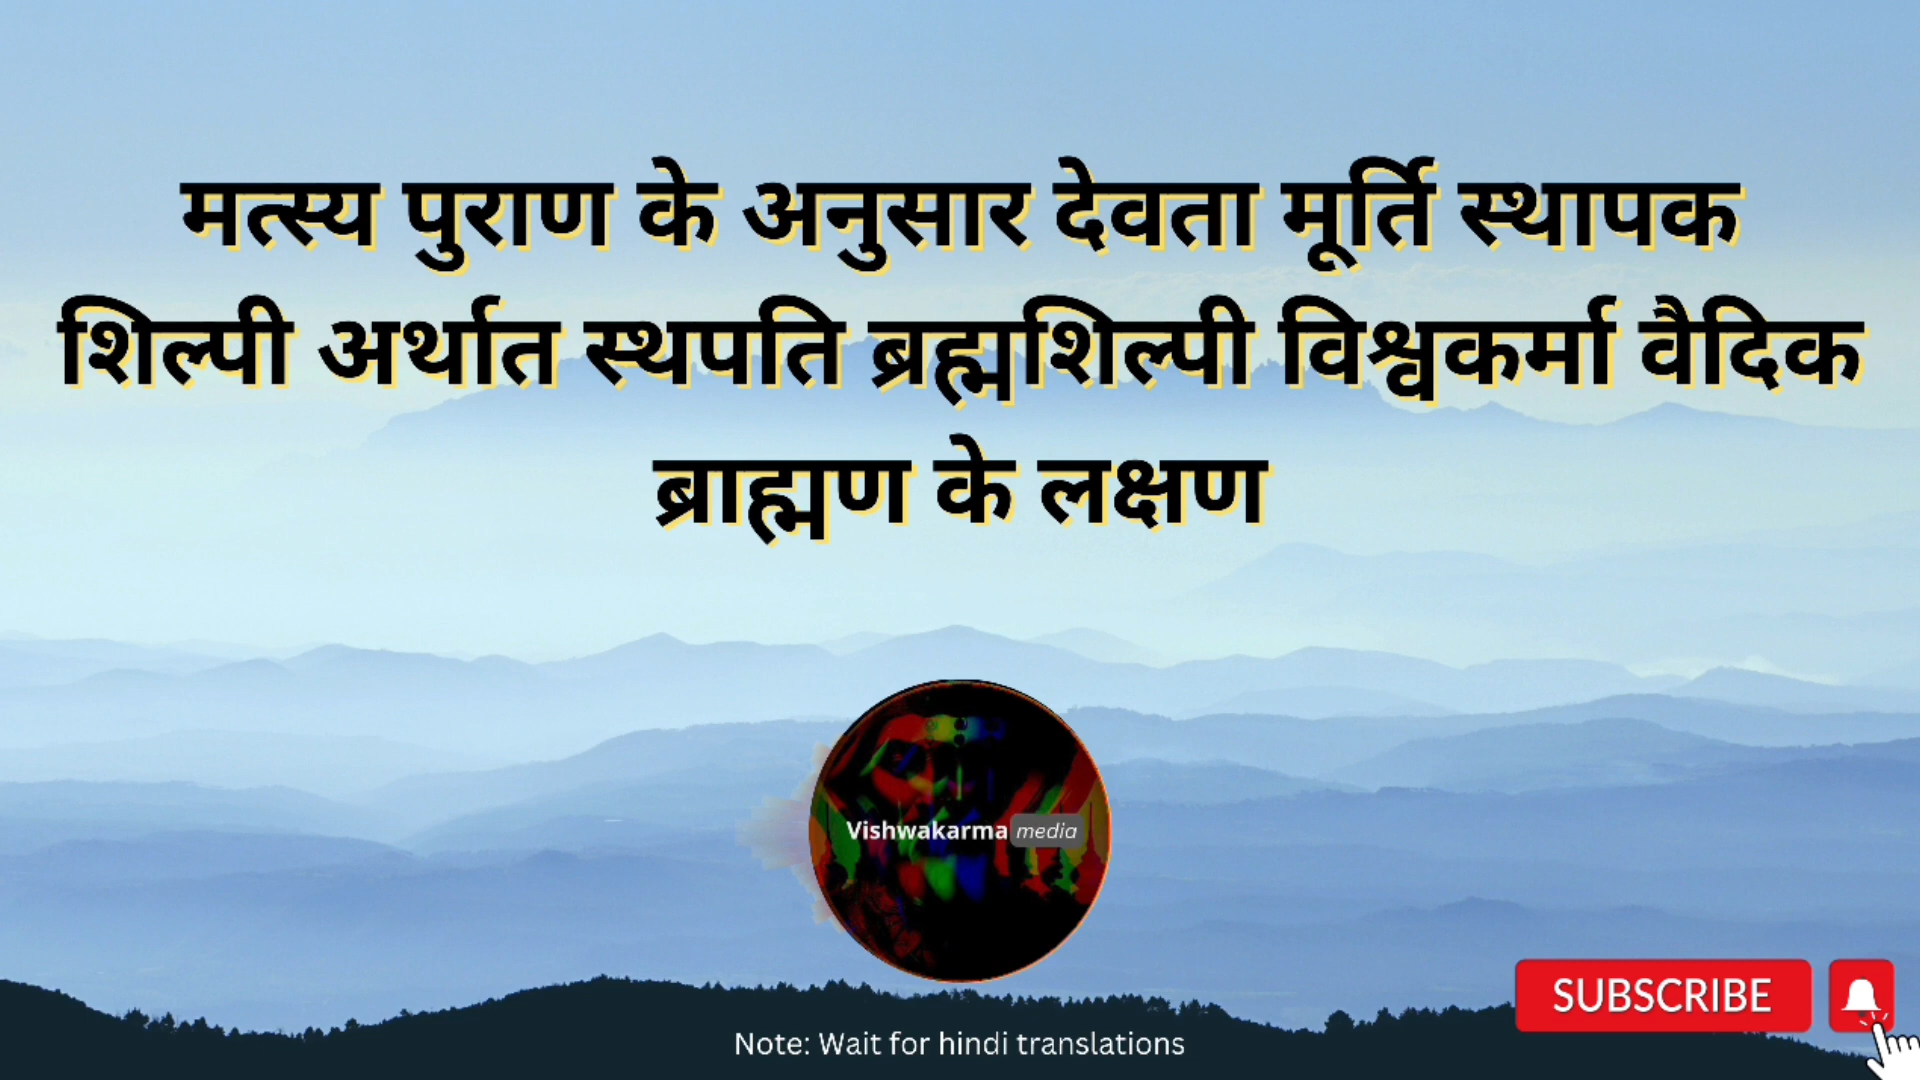 मत्स्य पुराण के अनुसार देवता मूर्ति स्थापक
शिल्पी अर्थात स्थपति ब्रह्मशिल्पी विश्वकर्मा वैदिक
ब्राह्मण के लक्षण
Vishwakarma media
SUBSCRIBE
Note: Wait for hindi translations